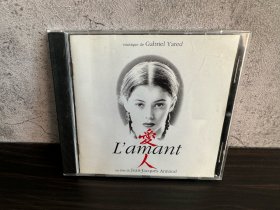 musique de Gabriel Yared
愛
L'amant
人
un film de Jean-Jacques Annaud